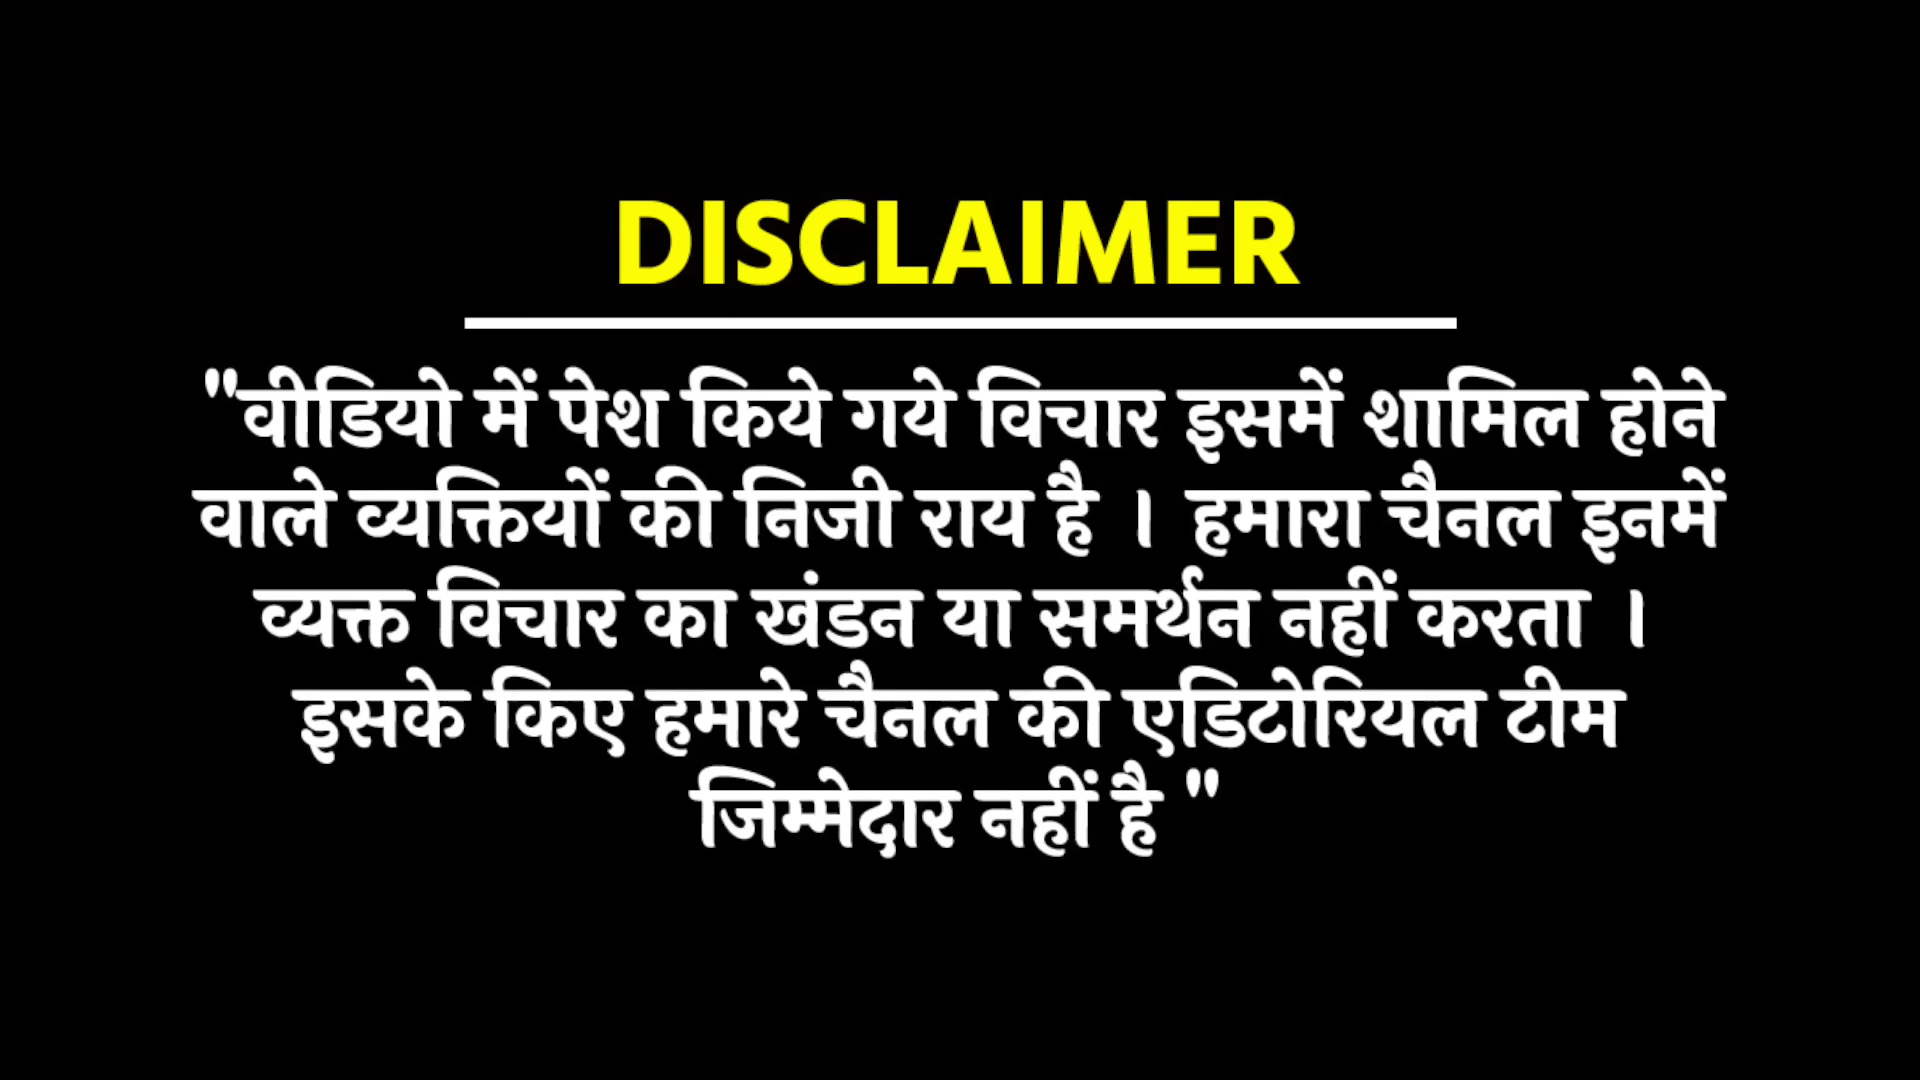 DISCLAIMER
"वीडियो में पेश किये गये विचार इसमें शामिल होने
वाले व्यक्तियों की निजी राय है । हमारा चैनल इनमें
व्यक्त विचार का खंडन या समर्थन नहीं करता ।
इसके किए हमारे चैनल की एडिटोरियल टीम
जिम्मेदार नहीं है "